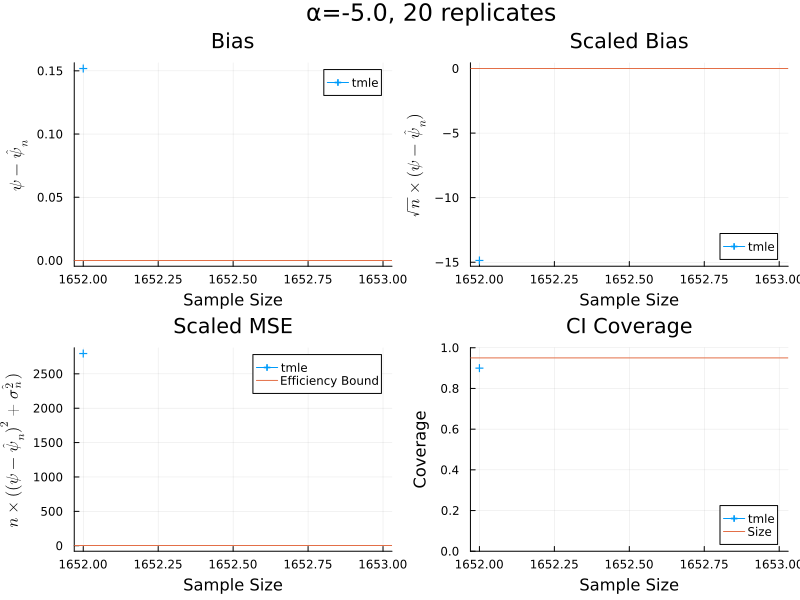 α=-5.0, 20 replicates
Bias
ψ − ψ̂ₙ
0.15
0.10
0.05
0.00
tmle
1652.00 1652.25 1652.50 1652.75 1653.00
Sample Size
Scaled Bias
√n × (ψ − ψ̂ₙ)
0
−5
−10
−15
tmle
1652.00 1652.25 1652.50 1652.75 1653.00
Sample Size
Scaled MSE
n × ((ψ − ψ̂ₙ)² + σ̂ₙ²)
2500
2000
1500
1000
500
0
tmle
Efficiency Bound
1652.00 1652.25 1652.50 1652.75 1653.00
Sample Size
CI Coverage
Coverage
1.0
0.8
0.6
0.4
0.2
0.0
tmle
Size
1652.00 1652.25 1652.50 1652.75 1653.00
Sample Size